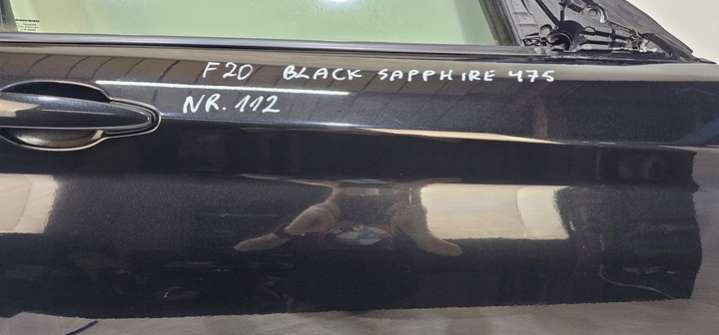 F20 BLACK SAPPHIRE 475
NR. 112